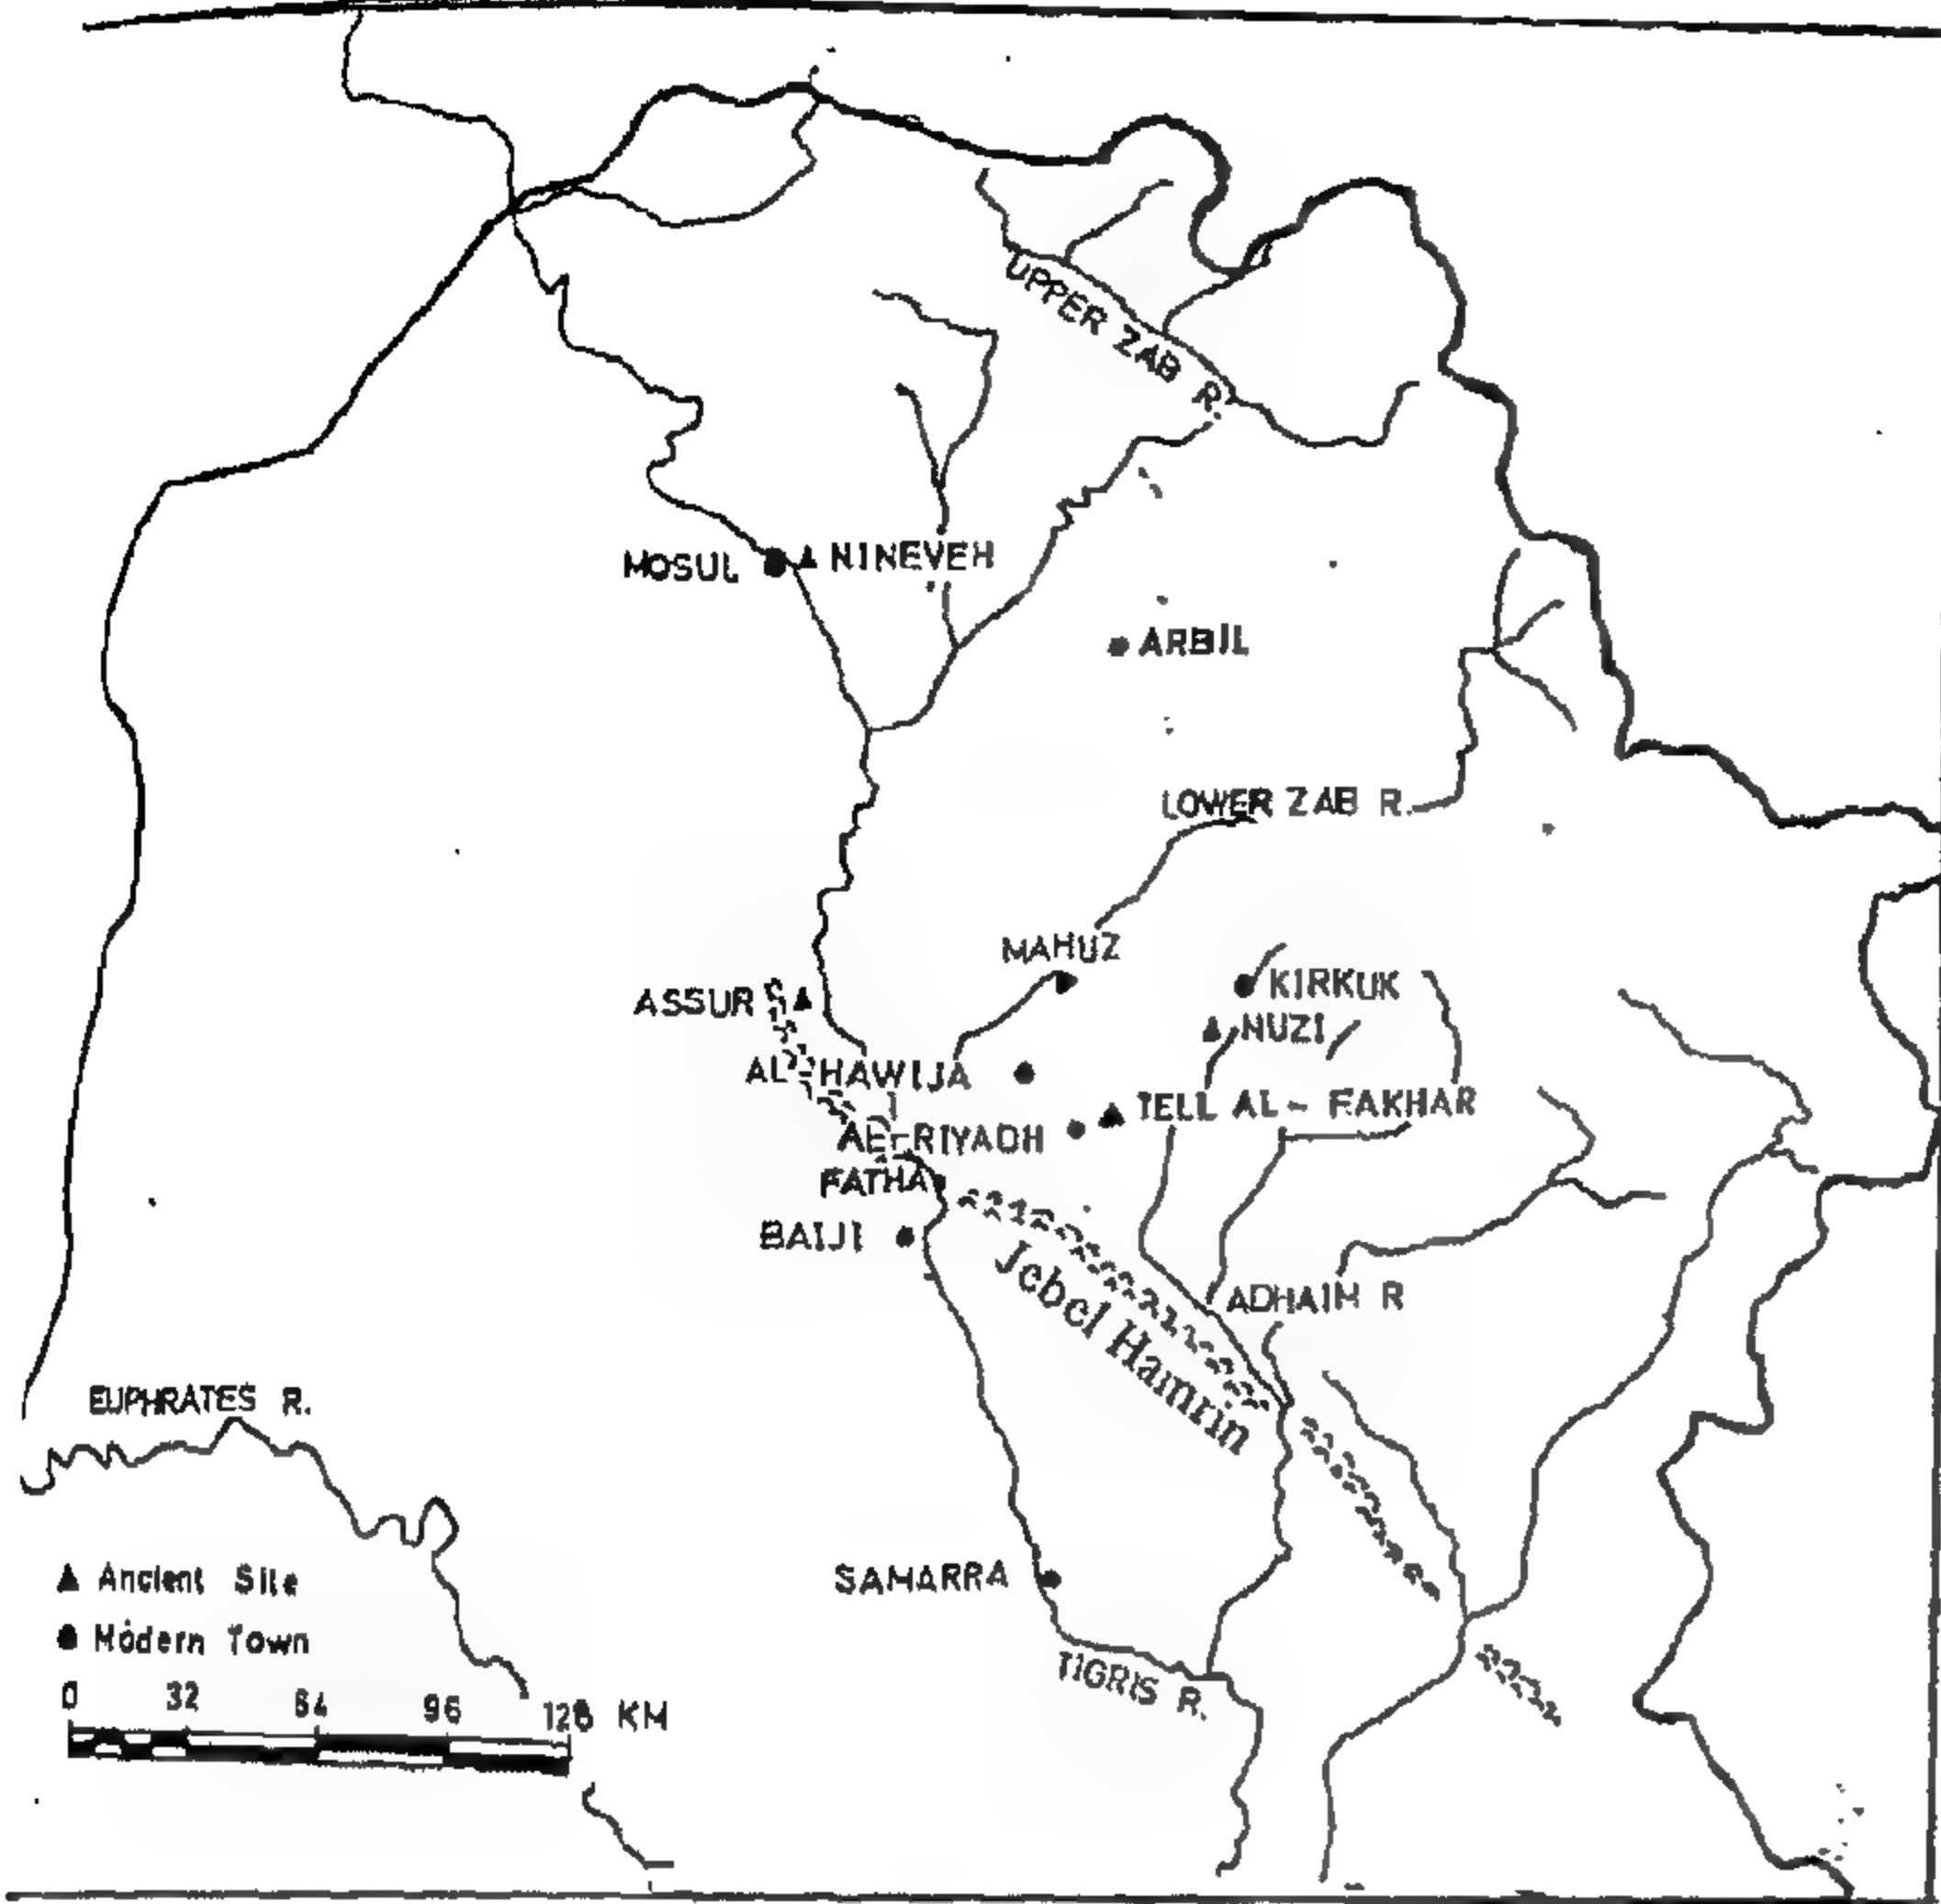 UPPER ZAB R.
MOSUL
NINEVEH
ARBIL
LOWER ZAB R.
MAHUZ
ASSUR
KIRKUK
NUZI
AL-HAWIJA
TELL AL - FAKHAR
AL-RIYADH
FATHA
BAIJI
Jebel Hamrin
ADHAIM R
EUPHRATES R.
SAMARRA
TIGRIS R.
Ancient Site
Modern Town
0 32 64 96 128 KM